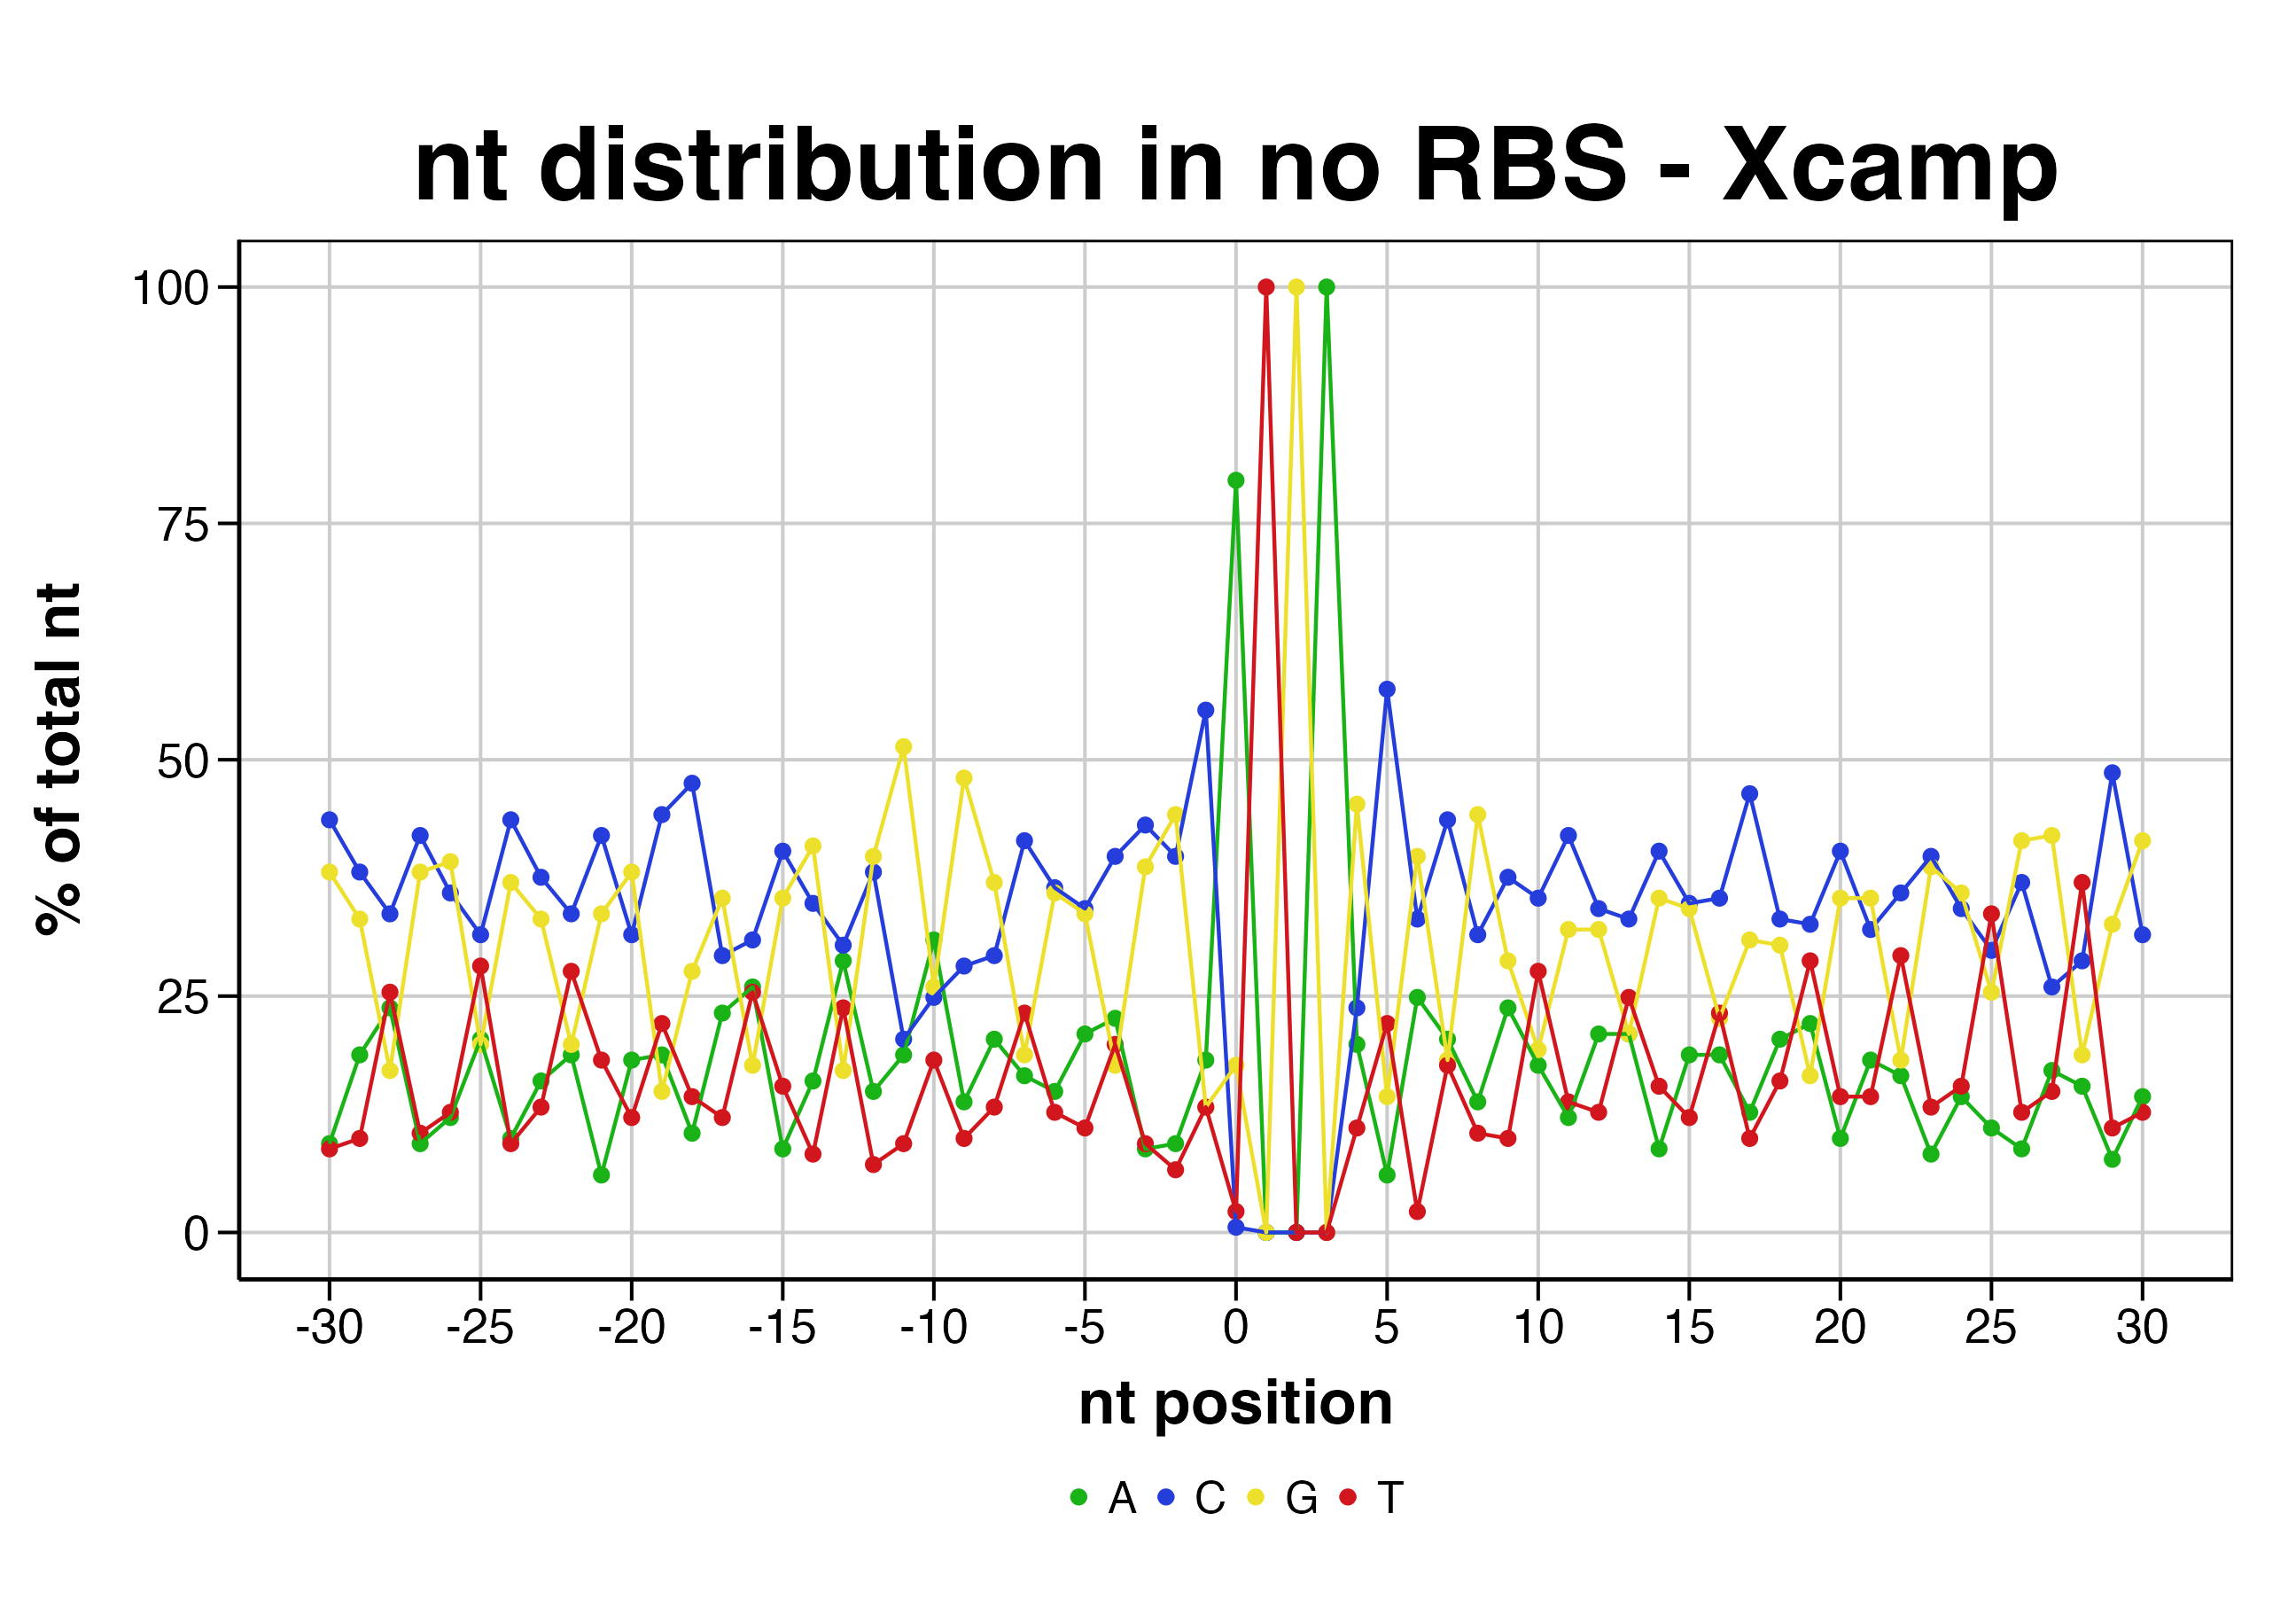 nt distribution in no RBS - Xcamp
% of total nt
100
75
50
25
0
-30 -25 -20 -15 -10 -5 0 5 10 15 20 25 30
nt position
A C G T